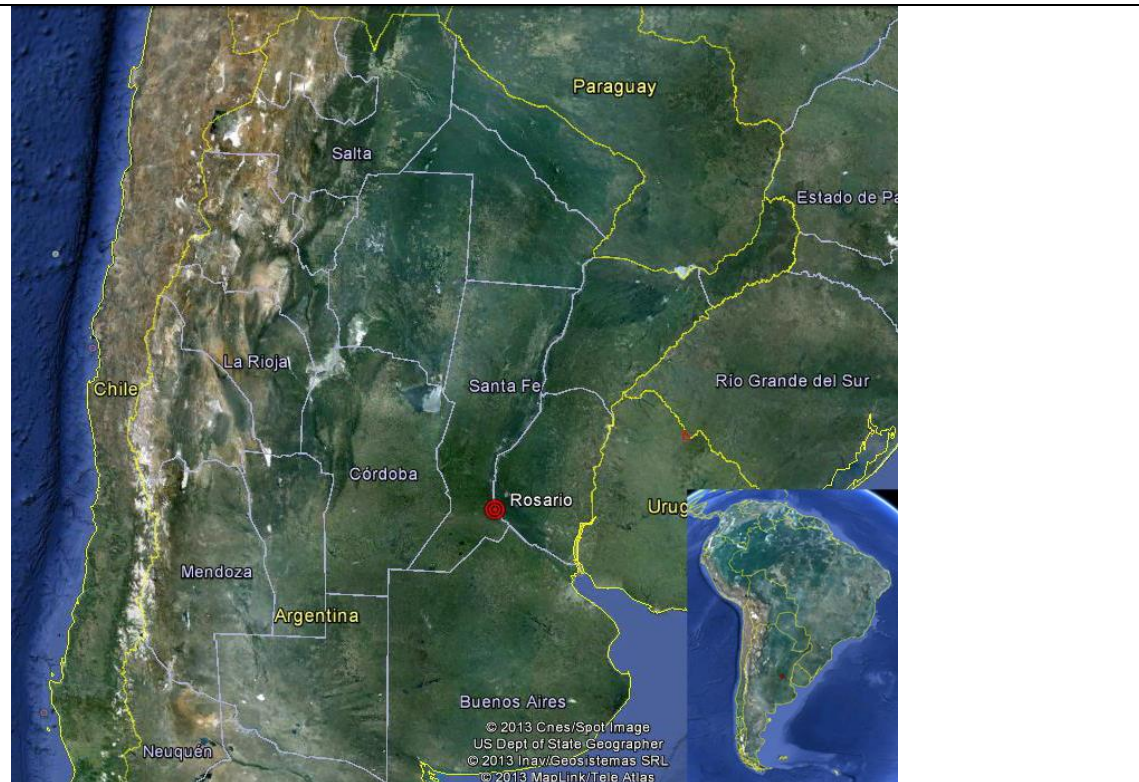 Paraguay
Salta
Estado de Pa
La Rioja
Chile
Santa Fe
Río Grande del Sur
Córdoba
Rosario
Urug
Mendoza
Argentina
Buenos Aires
© 2013 Cnes/Spot Image
US Dept of State Geographer
© 2013 Inav/Geosistemas SRL
Neuquén
© 2013 MapLink/Tele Atlas